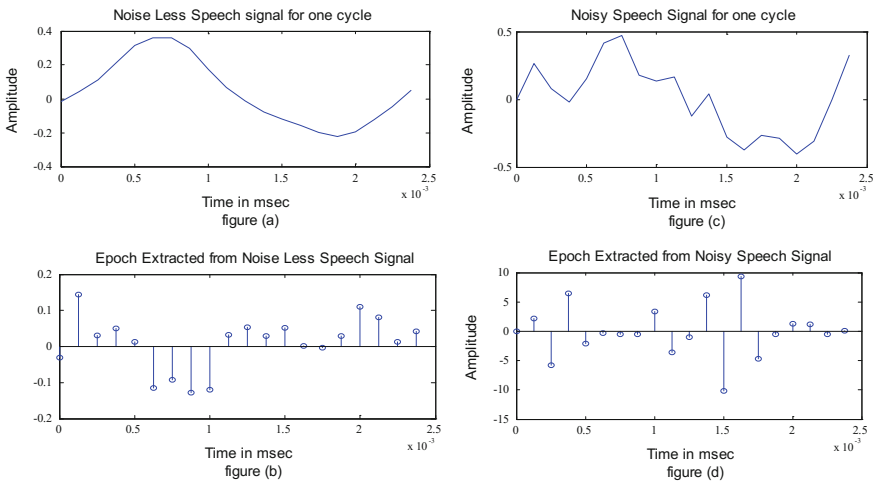 Noise Less Speech signal for one cycle
0.4
0.2
0
-0.2
-0.4
Amplitude
0
0.5
1
1.5
2
2.5
x 10^-3
Time in msec
figure (a)
Noisy Speech Signal for one cycle
0.5
0
-0.5
Amplitude
0
0.5
1
1.5
2
2.5
x 10^-3
Time in msec
figure (c)
Epoch Extracted from Noise Less Speech Signal
0.2
0.1
0
-0.1
-0.2
0
0.5
1
1.5
2
2.5
x 10^-3
Time in msec
figure (b)
Epoch Extracted from Noisy Speech Signal
10
5
0
-5
-10
-15
Amplitude
0
0.5
1
1.5
2
2.5
x 10^-3
Time in msec
figure (d)